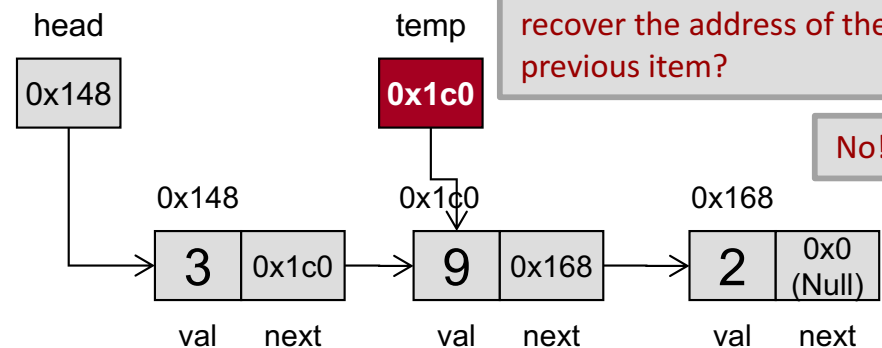 head
temp
recover the address of the
previous item?
0x148
0x1c0
No!
0x148
0x1c0
0x168
3
0x1c0
9
0x168
2
0x0
(Null)
val
next
val
next
val
next